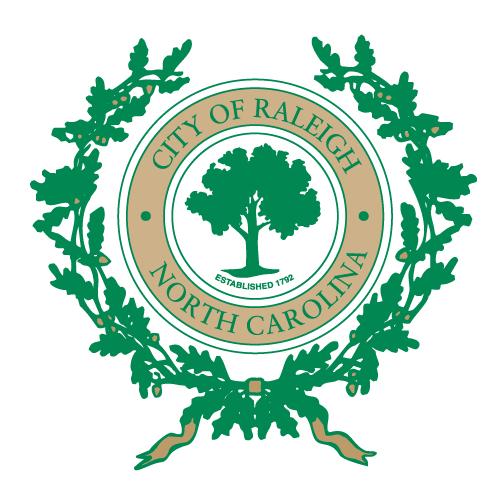 CITY OF RALEIGH
ESTABLISHED 1792
NORTH CAROLINA